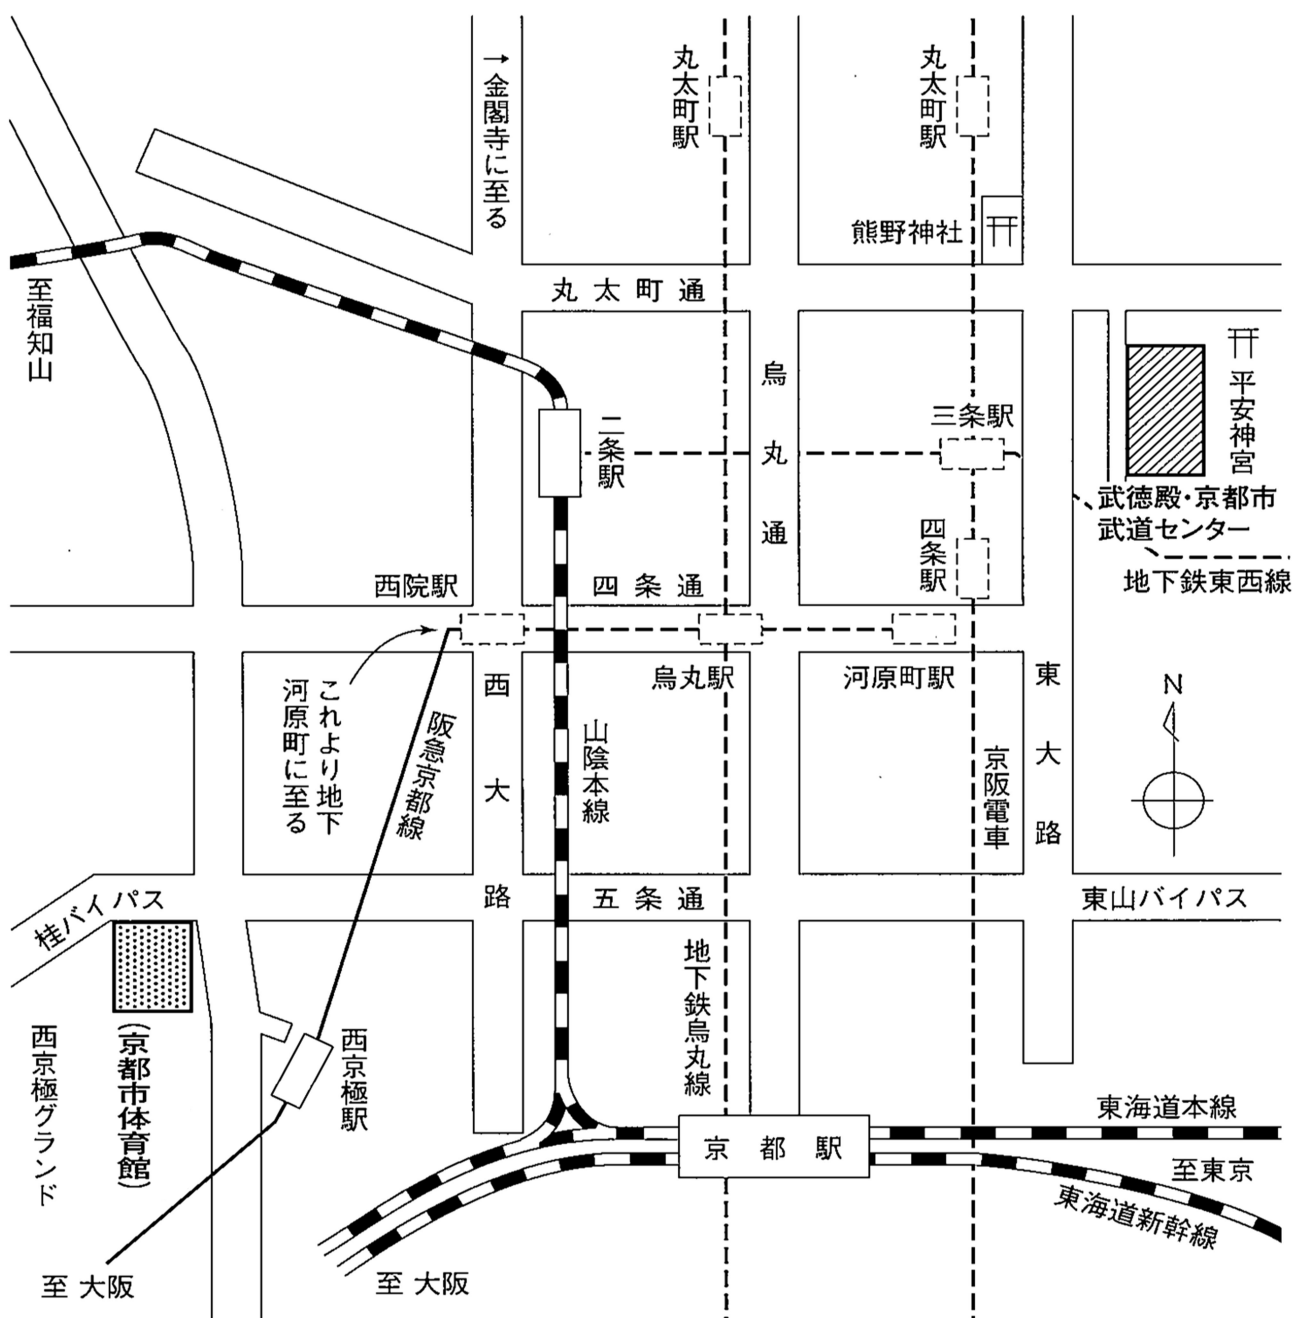 →金閣寺に至る
丸太町駅
丸太町駅
熊野神社
至福知山
丸太町通
烏丸通
二条駅
三条駅
平安神宮
武徳殿・京都市
武道センター
地下鉄東西線
四条駅
西院駅
四条通
烏丸駅
河原町駅
これより地下
河原町に至る
阪急京都線
西大路
山陰本線
京阪電車
東大路
N
桂バイパス
五条通
東山バイパス
西京極グランド
(京都市体育館)
西京極駅
地下鉄烏丸線
京都駅
東海道本線
至東京
東海道新幹線
至 大阪
至 大阪